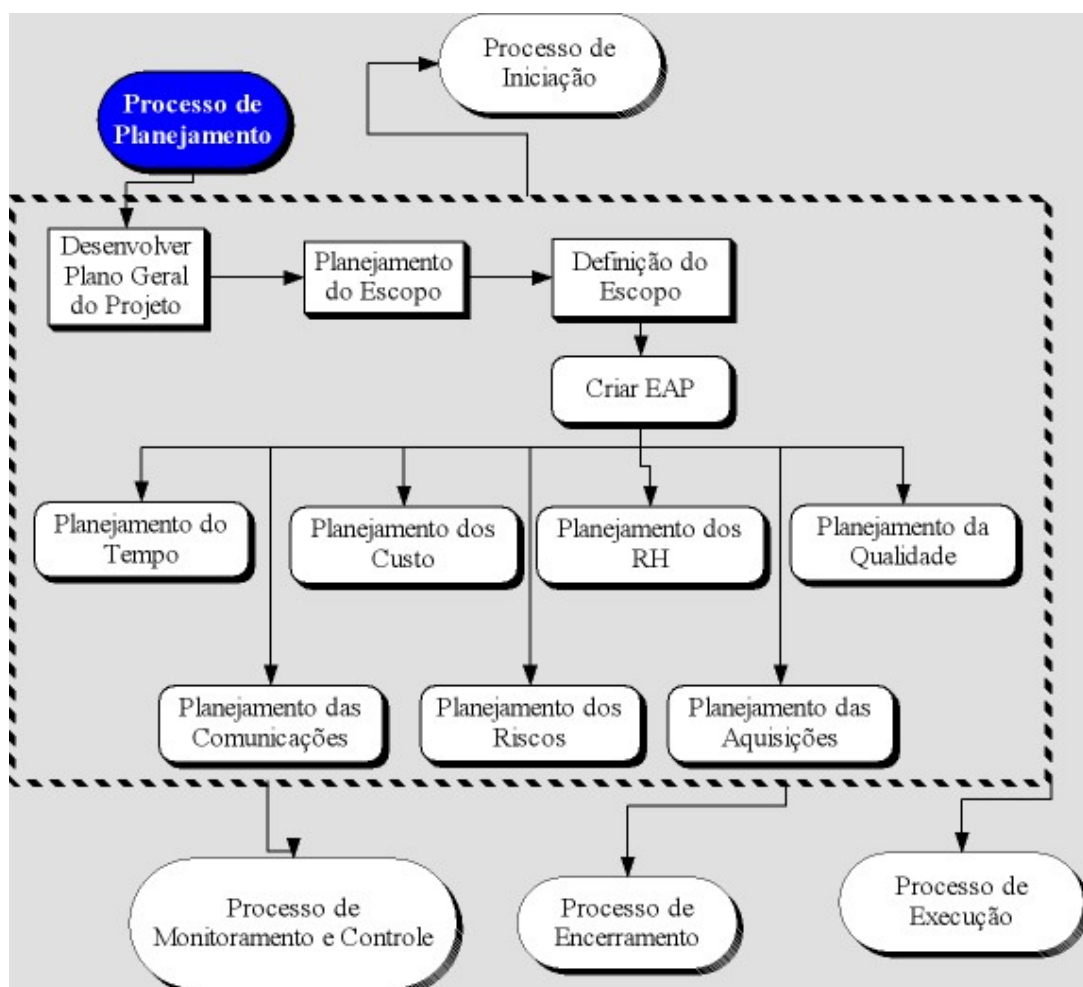 Processo de
Iniciação
Processo de
Planejamento
Desenvolver
Plano Geral
do Projeto
Planejamento
do Escopo
Definição do
Escopo
Criar EAP
Planejamento do
Tempo
Planejamento dos
Custo
Planejamento dos
RH
Planejamento da
Qualidade
Planejamento das
Comunicações
Planejamento dos
Riscos
Planejamento das
Aquisições
Processo de
Monitoramento e Controle
Processo de
Encerramento
Processo de
Execução